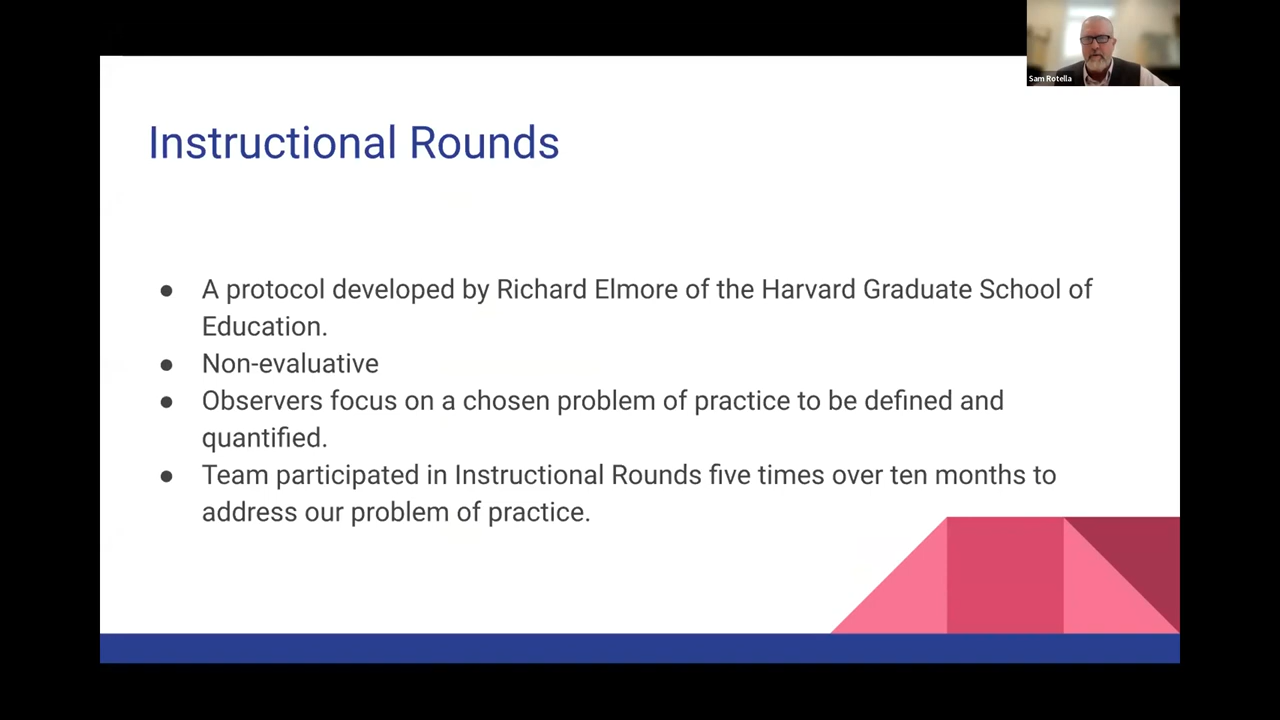 Sam Rotella
Instructional Rounds
● A protocol developed by Richard Elmore of the Harvard Graduate School of
Education.
● Non-evaluative
● Observers focus on a chosen problem of practice to be defined and
quantified.
● Team participated in Instructional Rounds five times over ten months to
address our problem of practice.